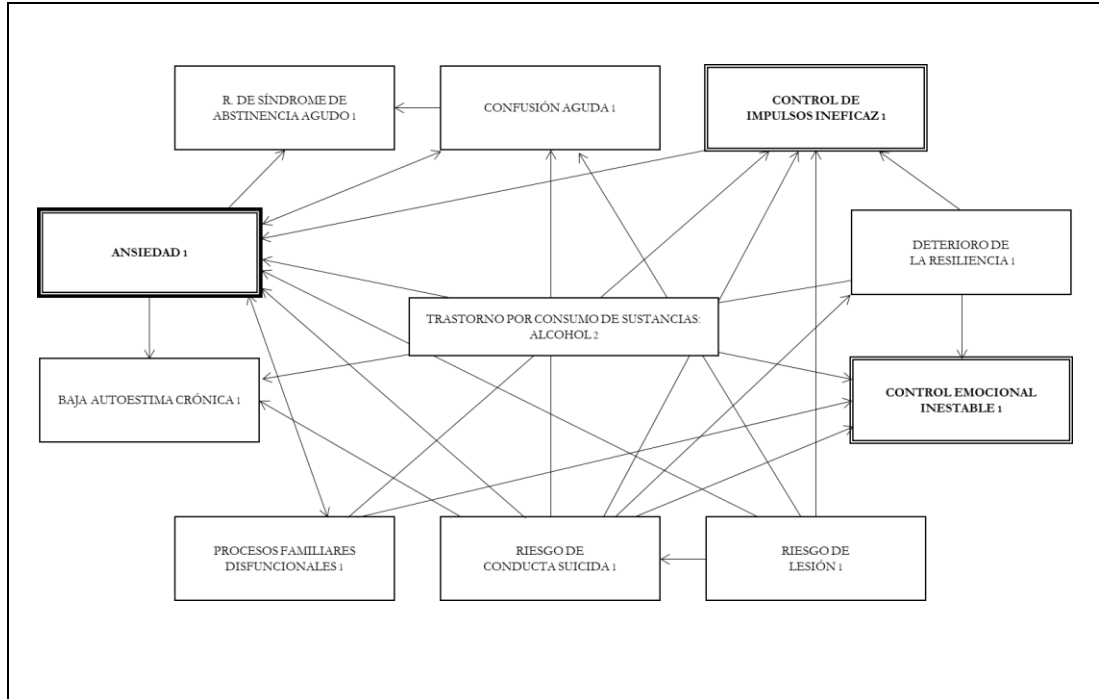 R. DE SÍNDROME DE
ABSTINENCIA AGUDO 1
CONFUSIÓN AGUDA 1
CONTROL DE
IMPULSOS INEFICAZ 1
ANSIEDAD 1
DETERIORO DE
LA RESILIENCIA 1
TRASTORNO POR CONSUMO DE SUSTANCIAS:
ALCOHOL 2
BAJA AUTOESTIMA CRÓNICA 1
CONTROL EMOCIONAL
INESTABLE 1
PROCESOS FAMILIARES
DISFUNCIONALES 1
RIESGO DE
CONDUCTA SUICIDA 1
RIESGO DE
LESIÓN 1